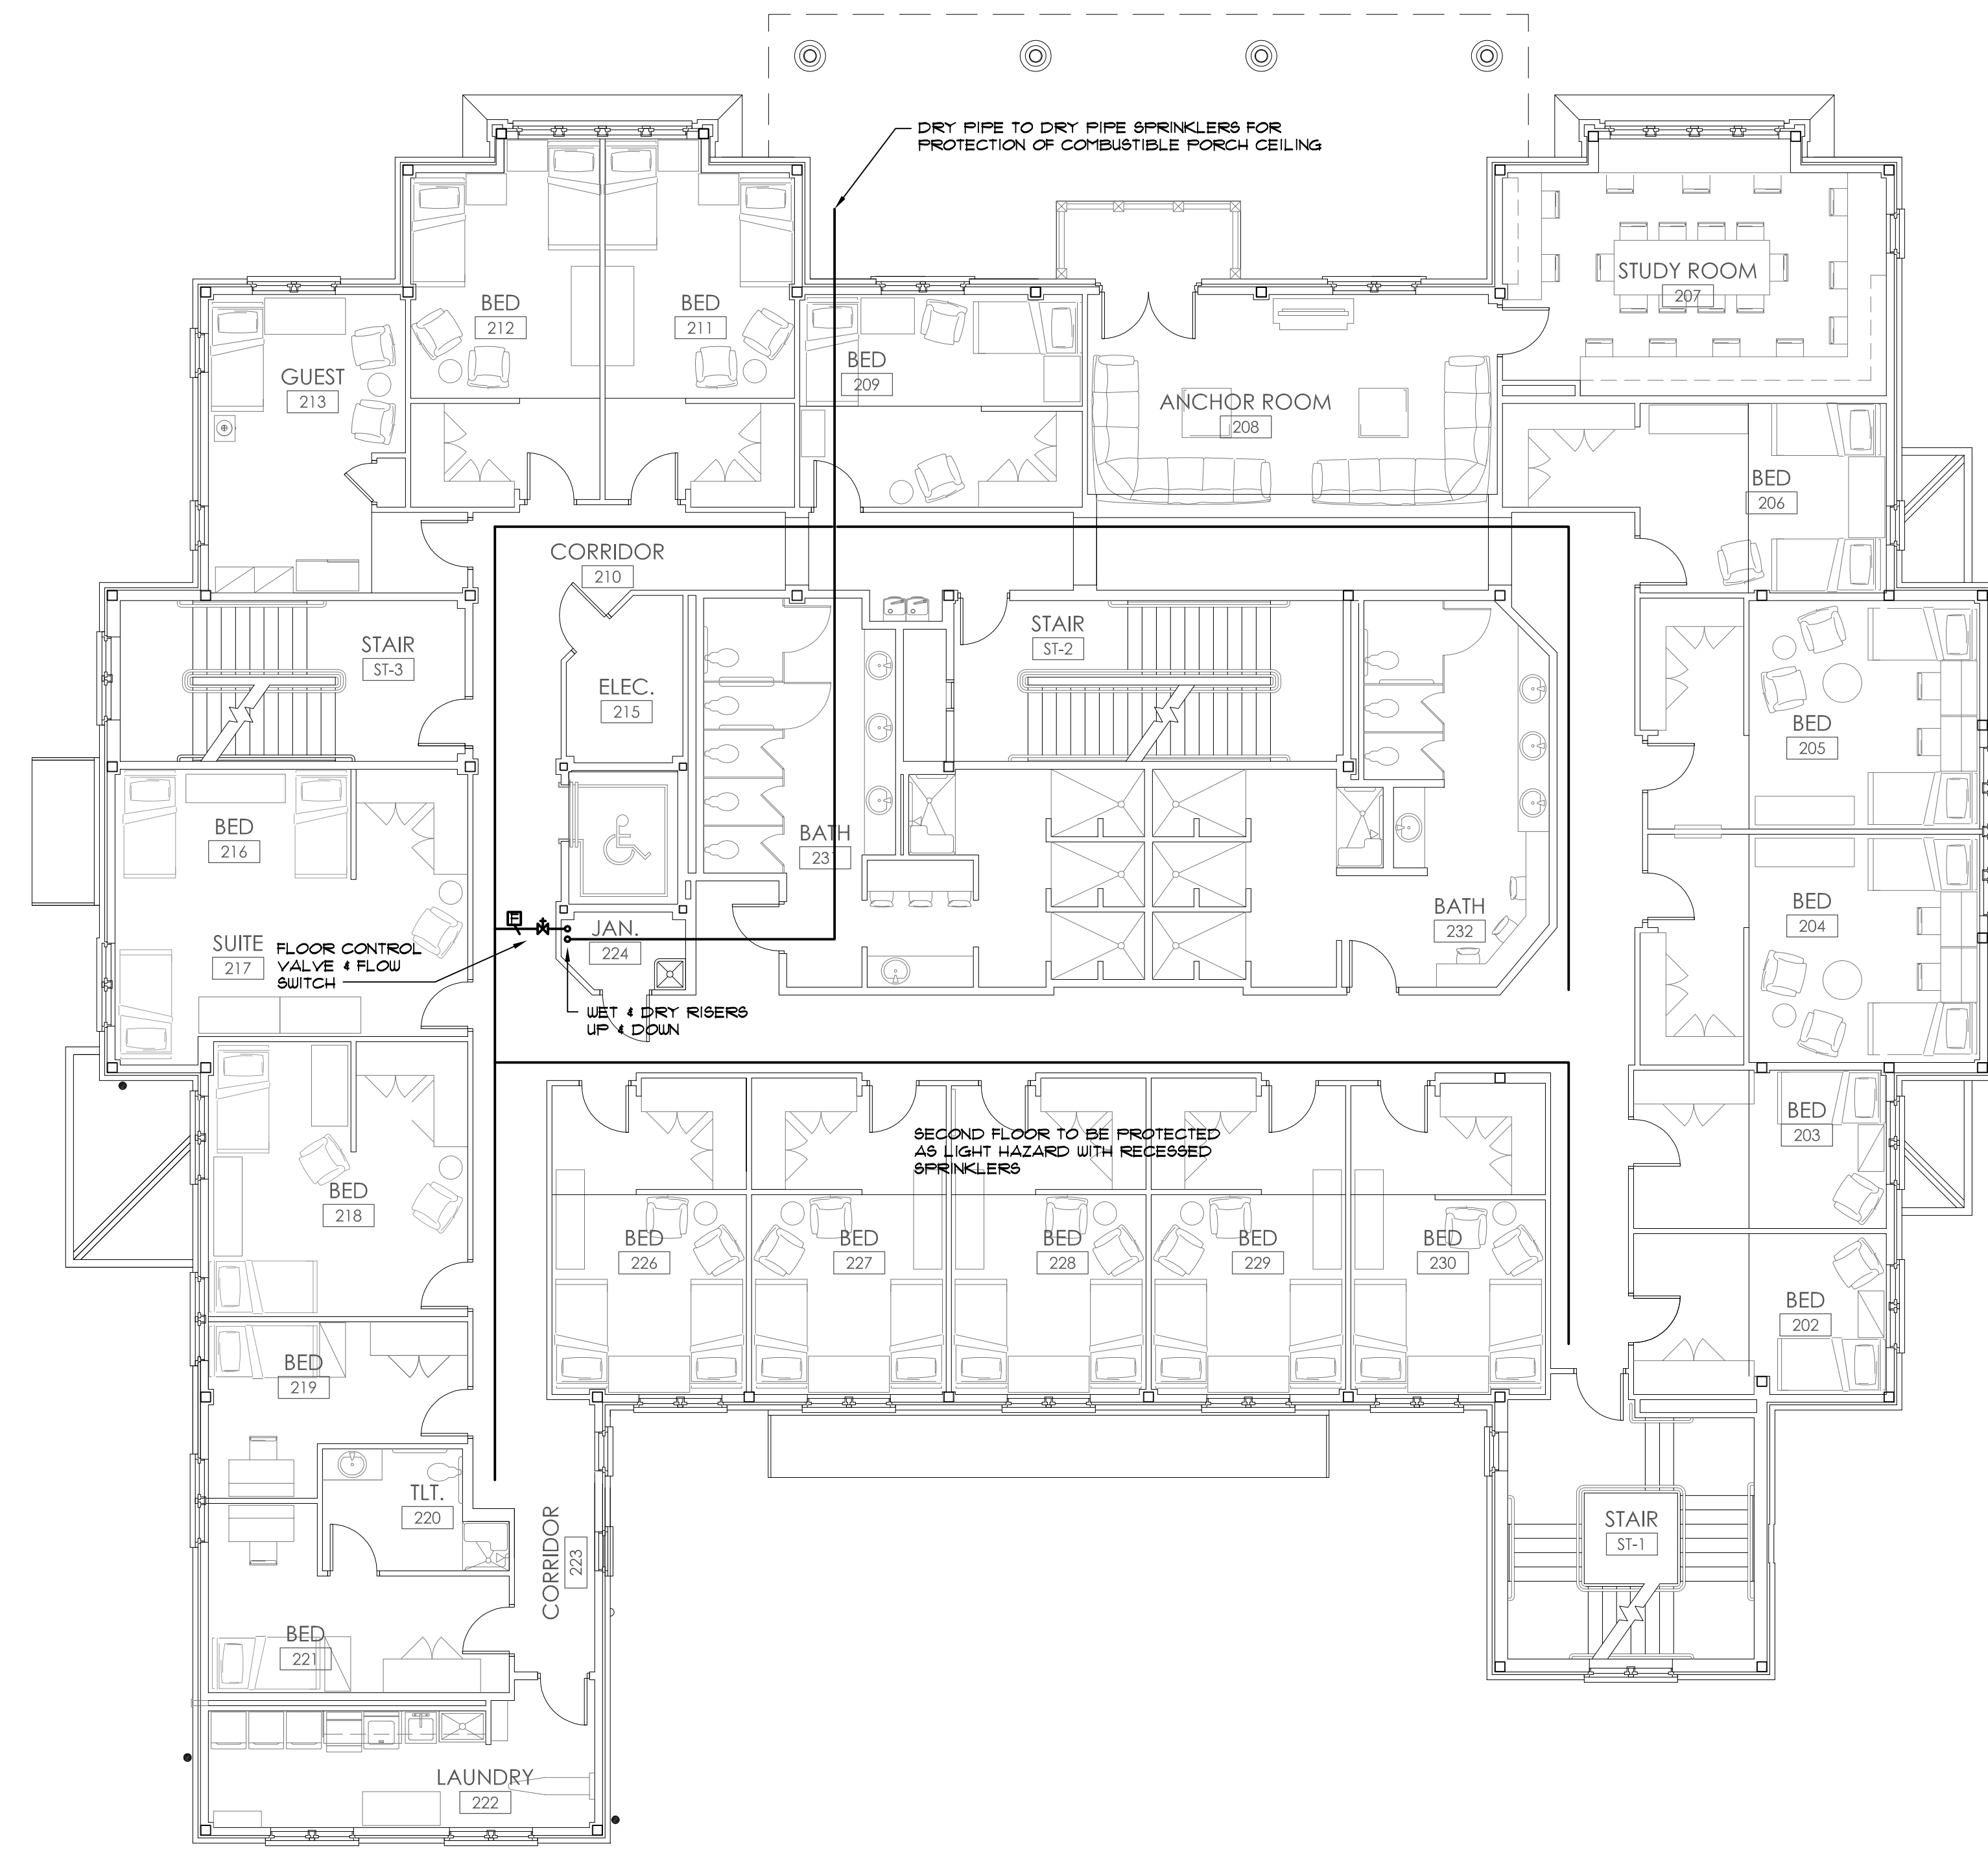 DRY PIPE TO DRY PIPE SPRINKLERS FOR
PROTECTION OF COMBUSTIBLE PORCH CEILING
STUDY ROOM
207
BED
212
BED
211
BED
209
GUEST
213
ANCHOR ROOM
208
BED
206
CORRIDOR
210
STAIR
ST-3
STAIR
ST-2
ELEC.
215
BED
205
BED
216
BATH
231
BATH
232
BED
204
SUITE
217
FLOOR CONTROL
VALVE & FLOW
SWITCH
F
JAN.
224
WET & DRY RISERS
UP & DOWN
BED
203
SECOND FLOOR TO BE PROTECTED
AS LIGHT HAZARD WITH RECESSED
SPRINKLERS
BED
218
BED
226
BED
227
BED
228
BED
229
BED
230
BED
202
BED
219
TLT.
220
CORRIDOR
223
STAIR
ST-1
BED
221
LAUNDRY
222